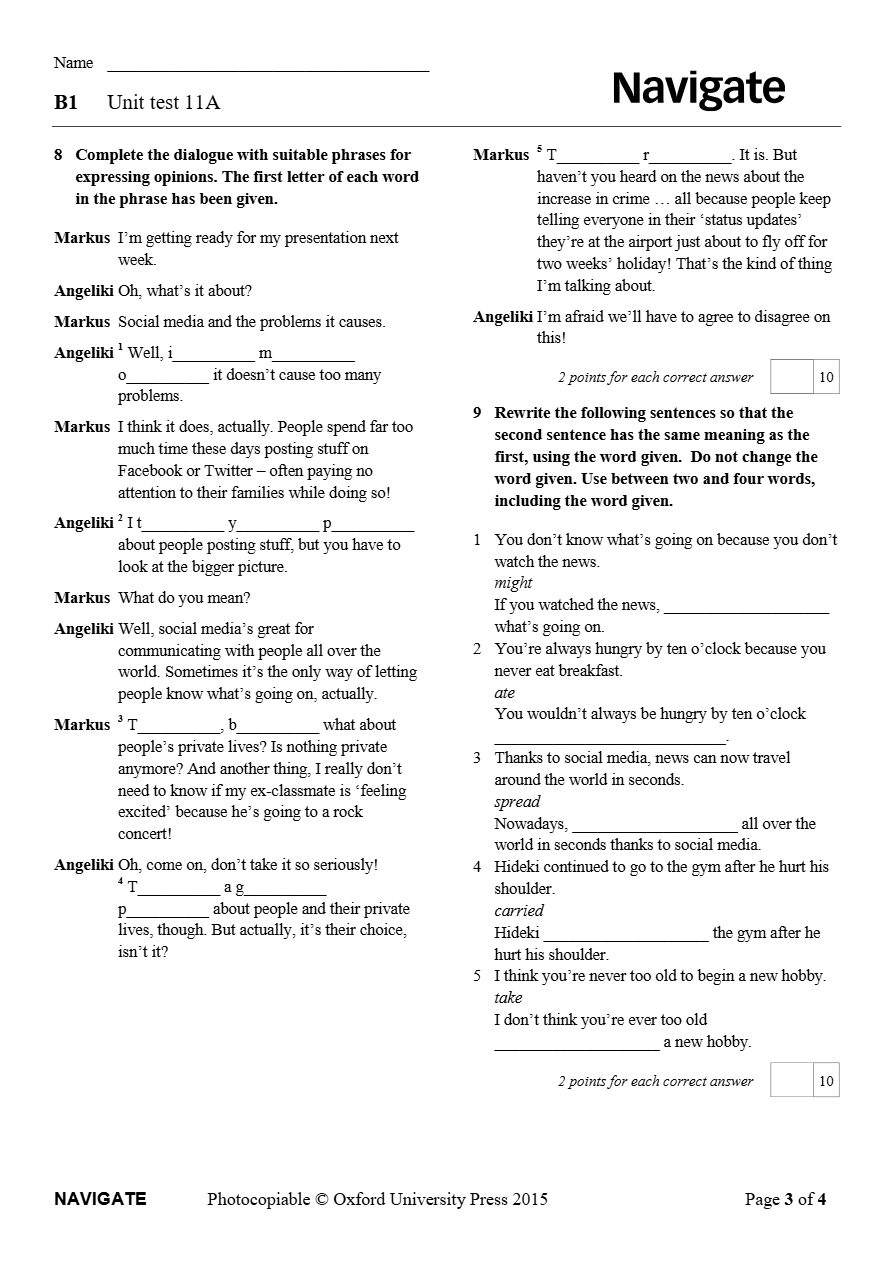 Name ______________________________________
Navigate
B1 Unit test 11A
8 Complete the dialogue with suitable phrases for
expressing opinions. The first letter of each word
in the phrase has been given.
Markus I’m getting ready for my presentation next
week.
Angeliki Oh, what’s it about?
Markus Social media and the problems it causes.
Angeliki 1 Well, i__________ m__________
o__________ it doesn’t cause too many
problems.
Markus I think it does, actually. People spend far too
much time these days posting stuff on
Facebook or Twitter – often paying no
attention to their families while doing so!
Angeliki 2 I t__________ y__________ p__________
about people posting stuff, but you have to
look at the bigger picture.
Markus What do you mean?
Angeliki Well, social media’s great for
communicating with people all over the
world. Sometimes it’s the only way of letting
people know what’s going on, actually.
Markus 3 T__________, b__________ what about
people’s private lives? Is nothing private
anymore? And another thing, I really don’t
need to know if my ex-classmate is ‘feeling
excited’ because he’s going to a rock
concert!
Angeliki Oh, come on, don’t take it so seriously!
4 T__________ a g__________
p__________ about people and their private
lives, though. But actually, it’s their choice,
isn’t it?
Markus 5 T__________ r__________. It is. But
haven’t you heard on the news about the
increase in crime … all because people keep
telling everyone in their ‘status updates’
they’re at the airport just about to fly off for
two weeks’ holiday! That’s the kind of thing
I’m talking about.
Angeliki I’m afraid we’ll have to agree to disagree on
this!
2 points for each correct answer 10
9 Rewrite the following sentences so that the
second sentence has the same meaning as the
first, using the word given. Do not change the
word given. Use between two and four words,
including the word given.
1 You don’t know what’s going on because you don’t
watch the news.
might
If you watched the news, ____________________
what’s going on.
2 You’re always hungry by ten o’clock because you
never eat breakfast.
ate
You wouldn’t always be hungry by ten o’clock
____________________________.
3 Thanks to social media, news can now travel
around the world in seconds.
spread
Nowadays, ____________________ all over the
world in seconds thanks to social media.
4 Hideki continued to go to the gym after he hurt his
shoulder.
carried
Hideki ____________________ the gym after he
hurt his shoulder.
5 I think you’re never too old to begin a new hobby.
take
I don’t think you’re ever too old
____________________ a new hobby.
2 points for each correct answer 10
NAVIGATE Photocopiable © Oxford University Press 2015 Page 3 of 4